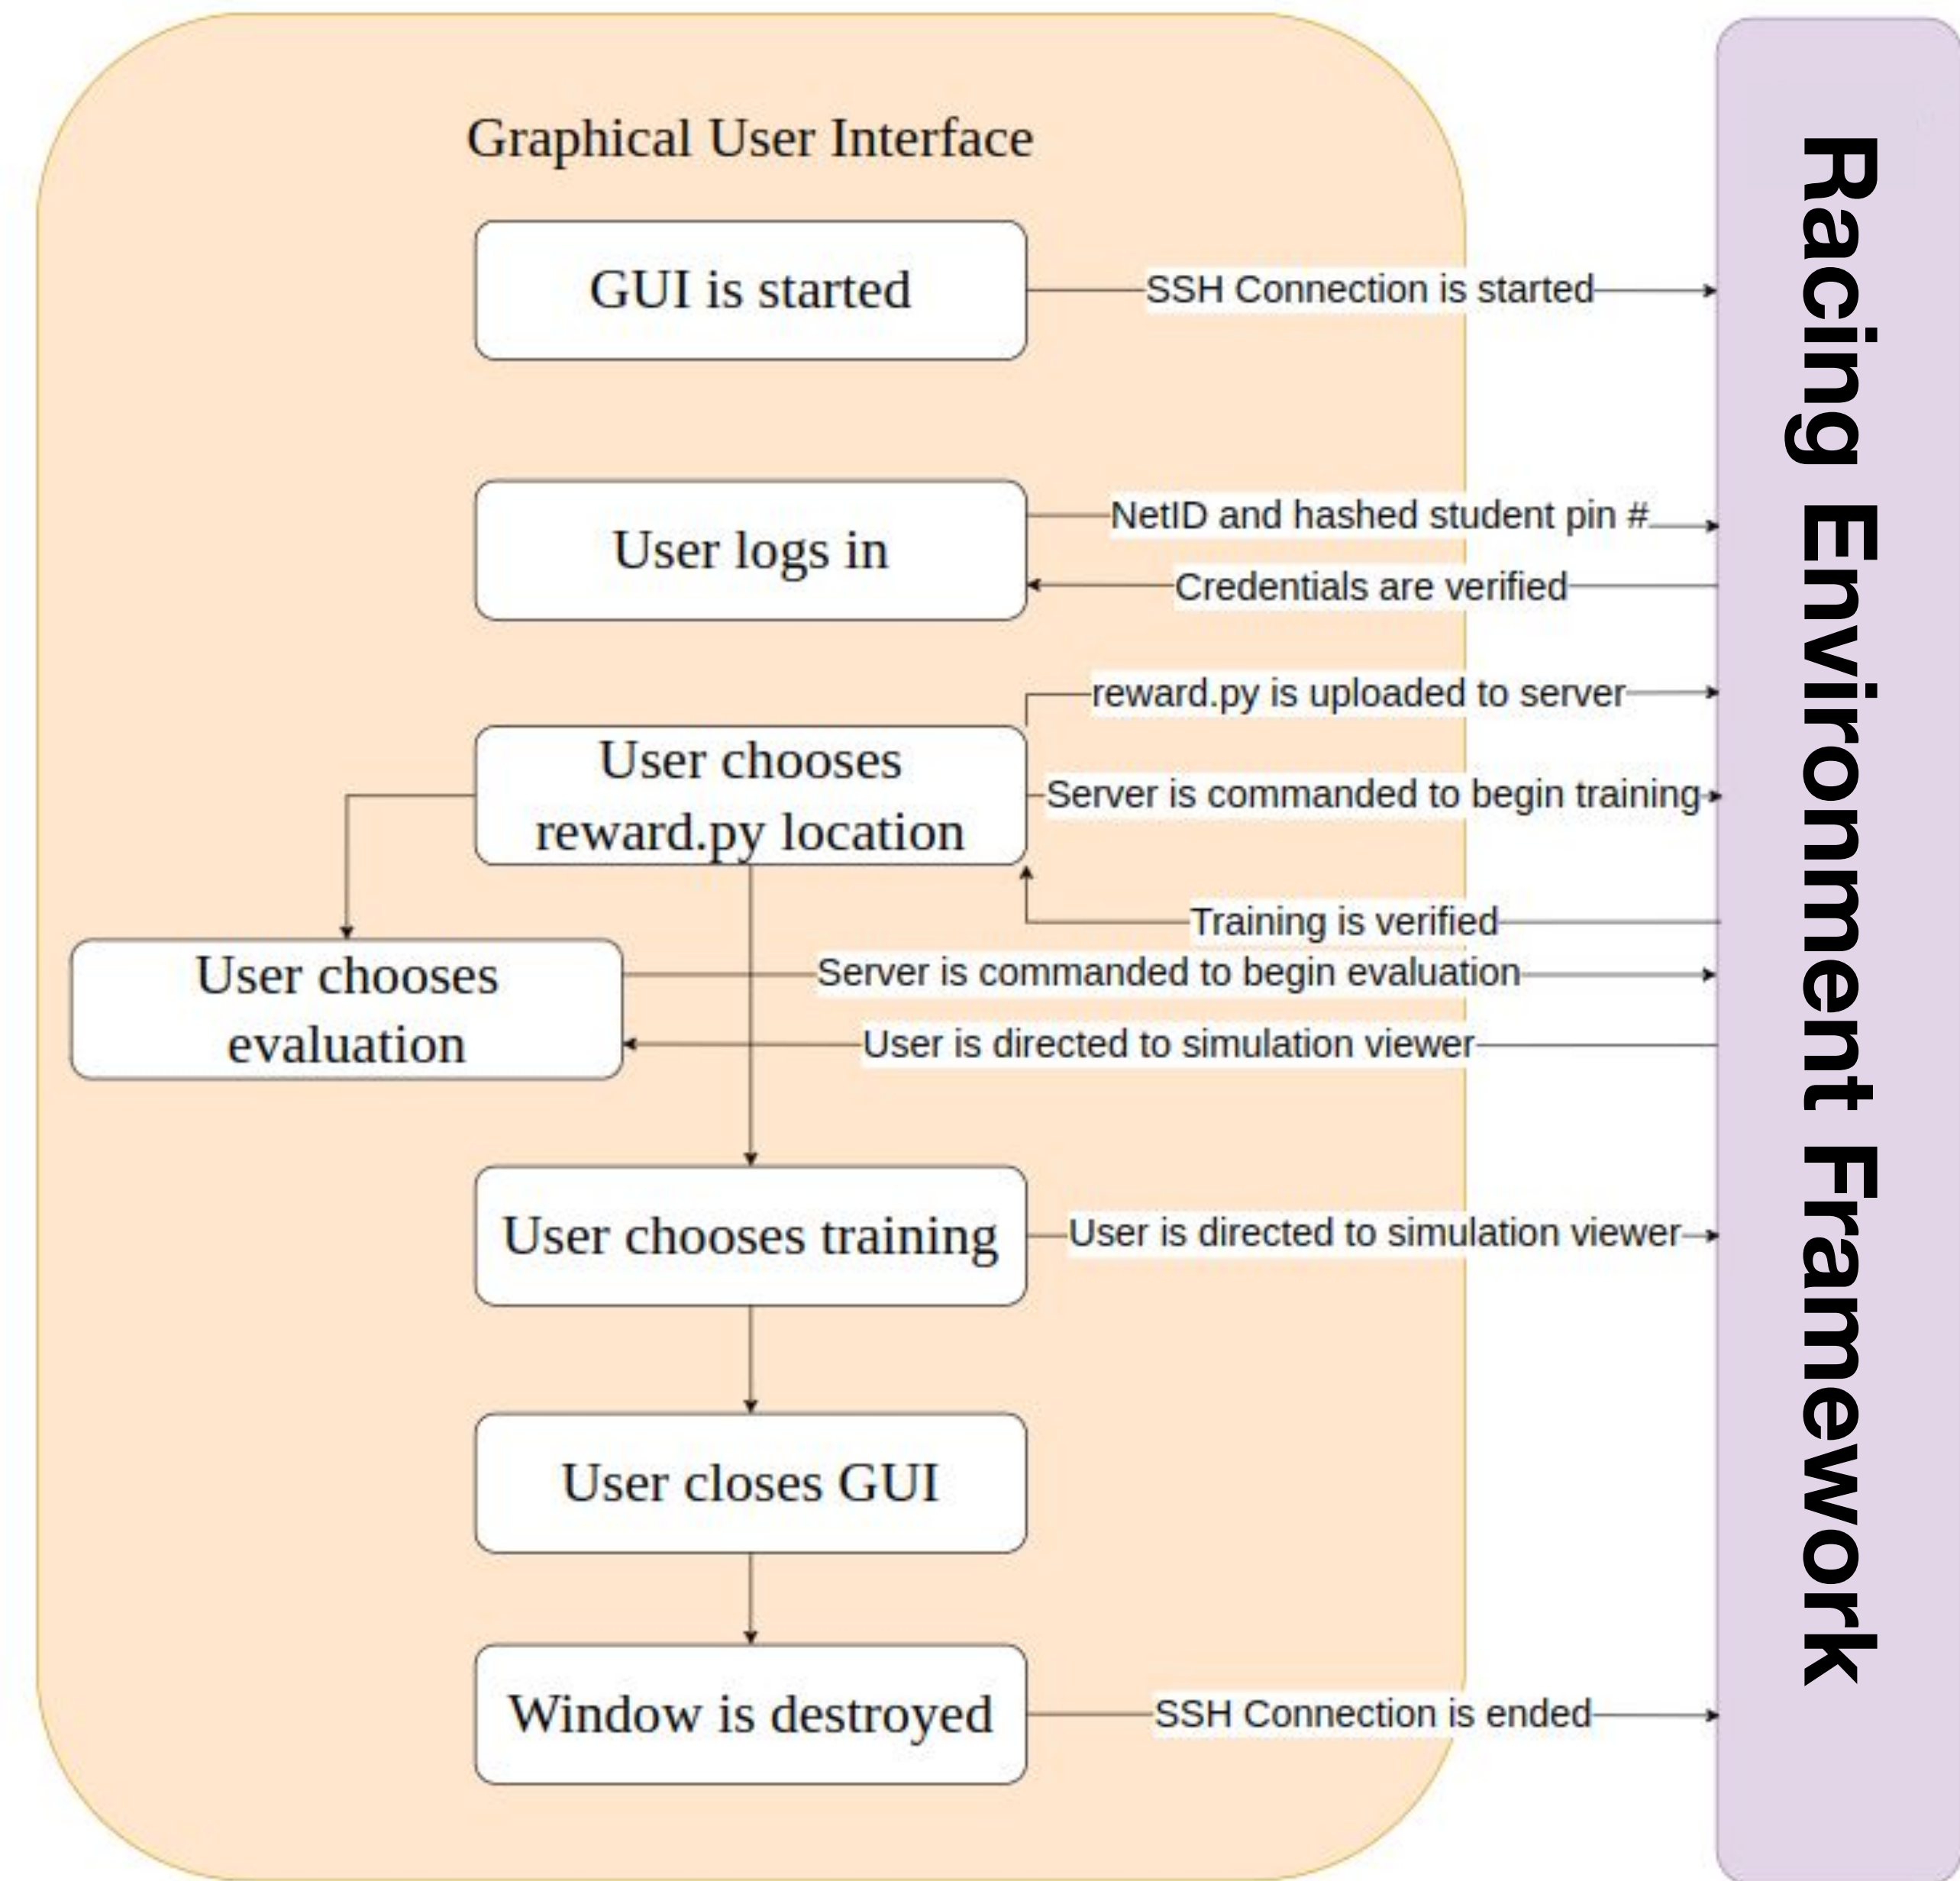 Graphical User Interface
GUI is started
SSH Connection is started
User logs in
NetID and hashed student pin #
Credentials are verified
reward.py is uploaded to server
User chooses
reward.py location
Server is commanded to begin training
Training is verified
User chooses
evaluation
Server is commanded to begin evaluation
User is directed to simulation viewer
User chooses training
User is directed to simulation viewer
User closes GUI
Window is destroyed
SSH Connection is ended
Racing Environment Framework